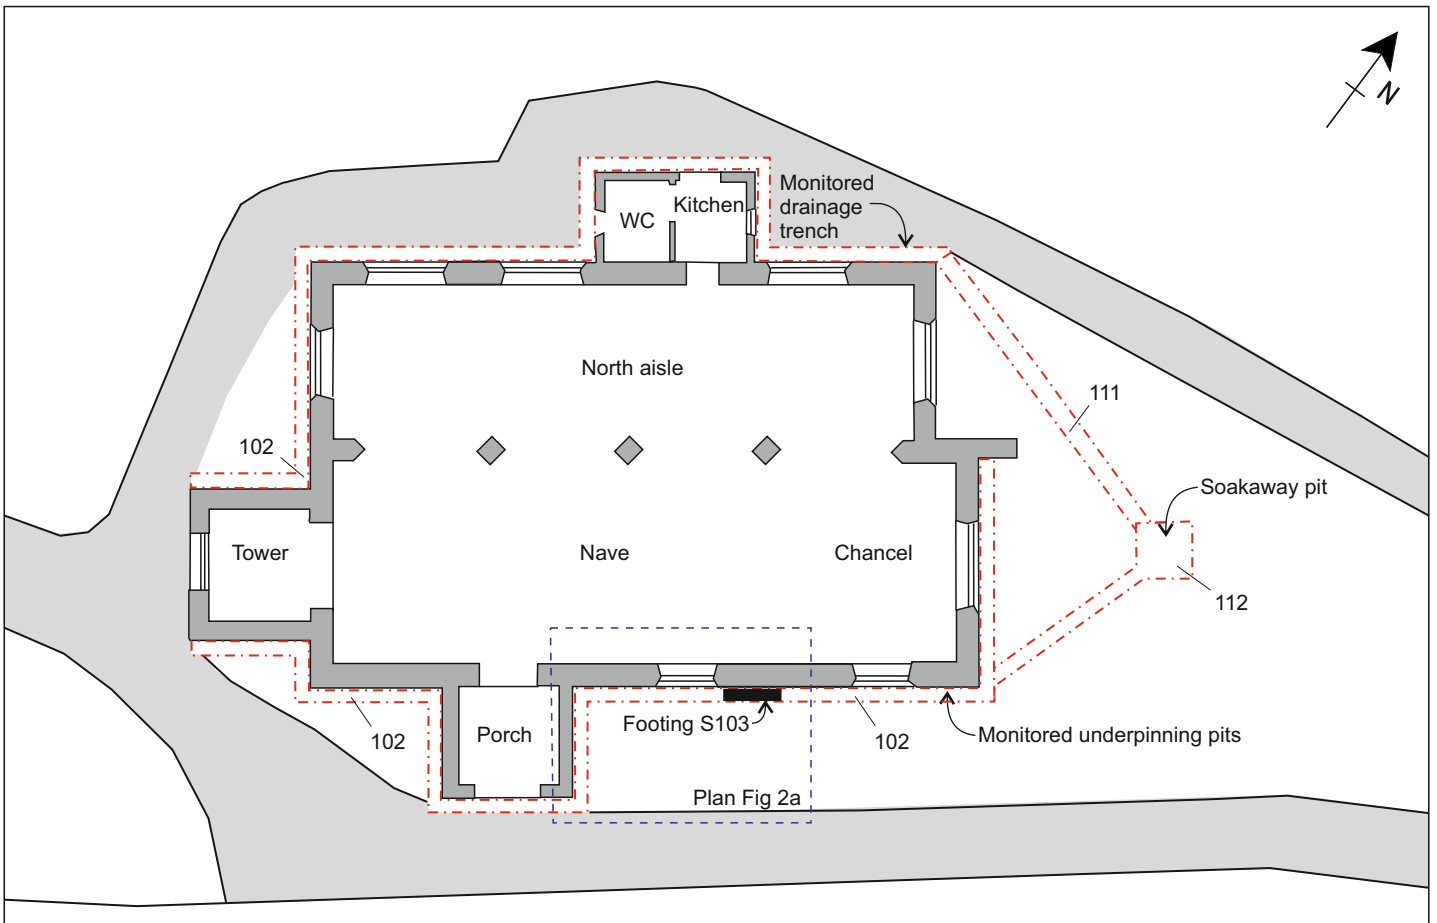 N
Monitored
drainage
trench
WC
Kitchen
North aisle
111
102
Soakaway pit
Tower
Nave
Chancel
112
Footing S103
102
Porch
102
Monitored underpinning pits
Plan Fig 2a